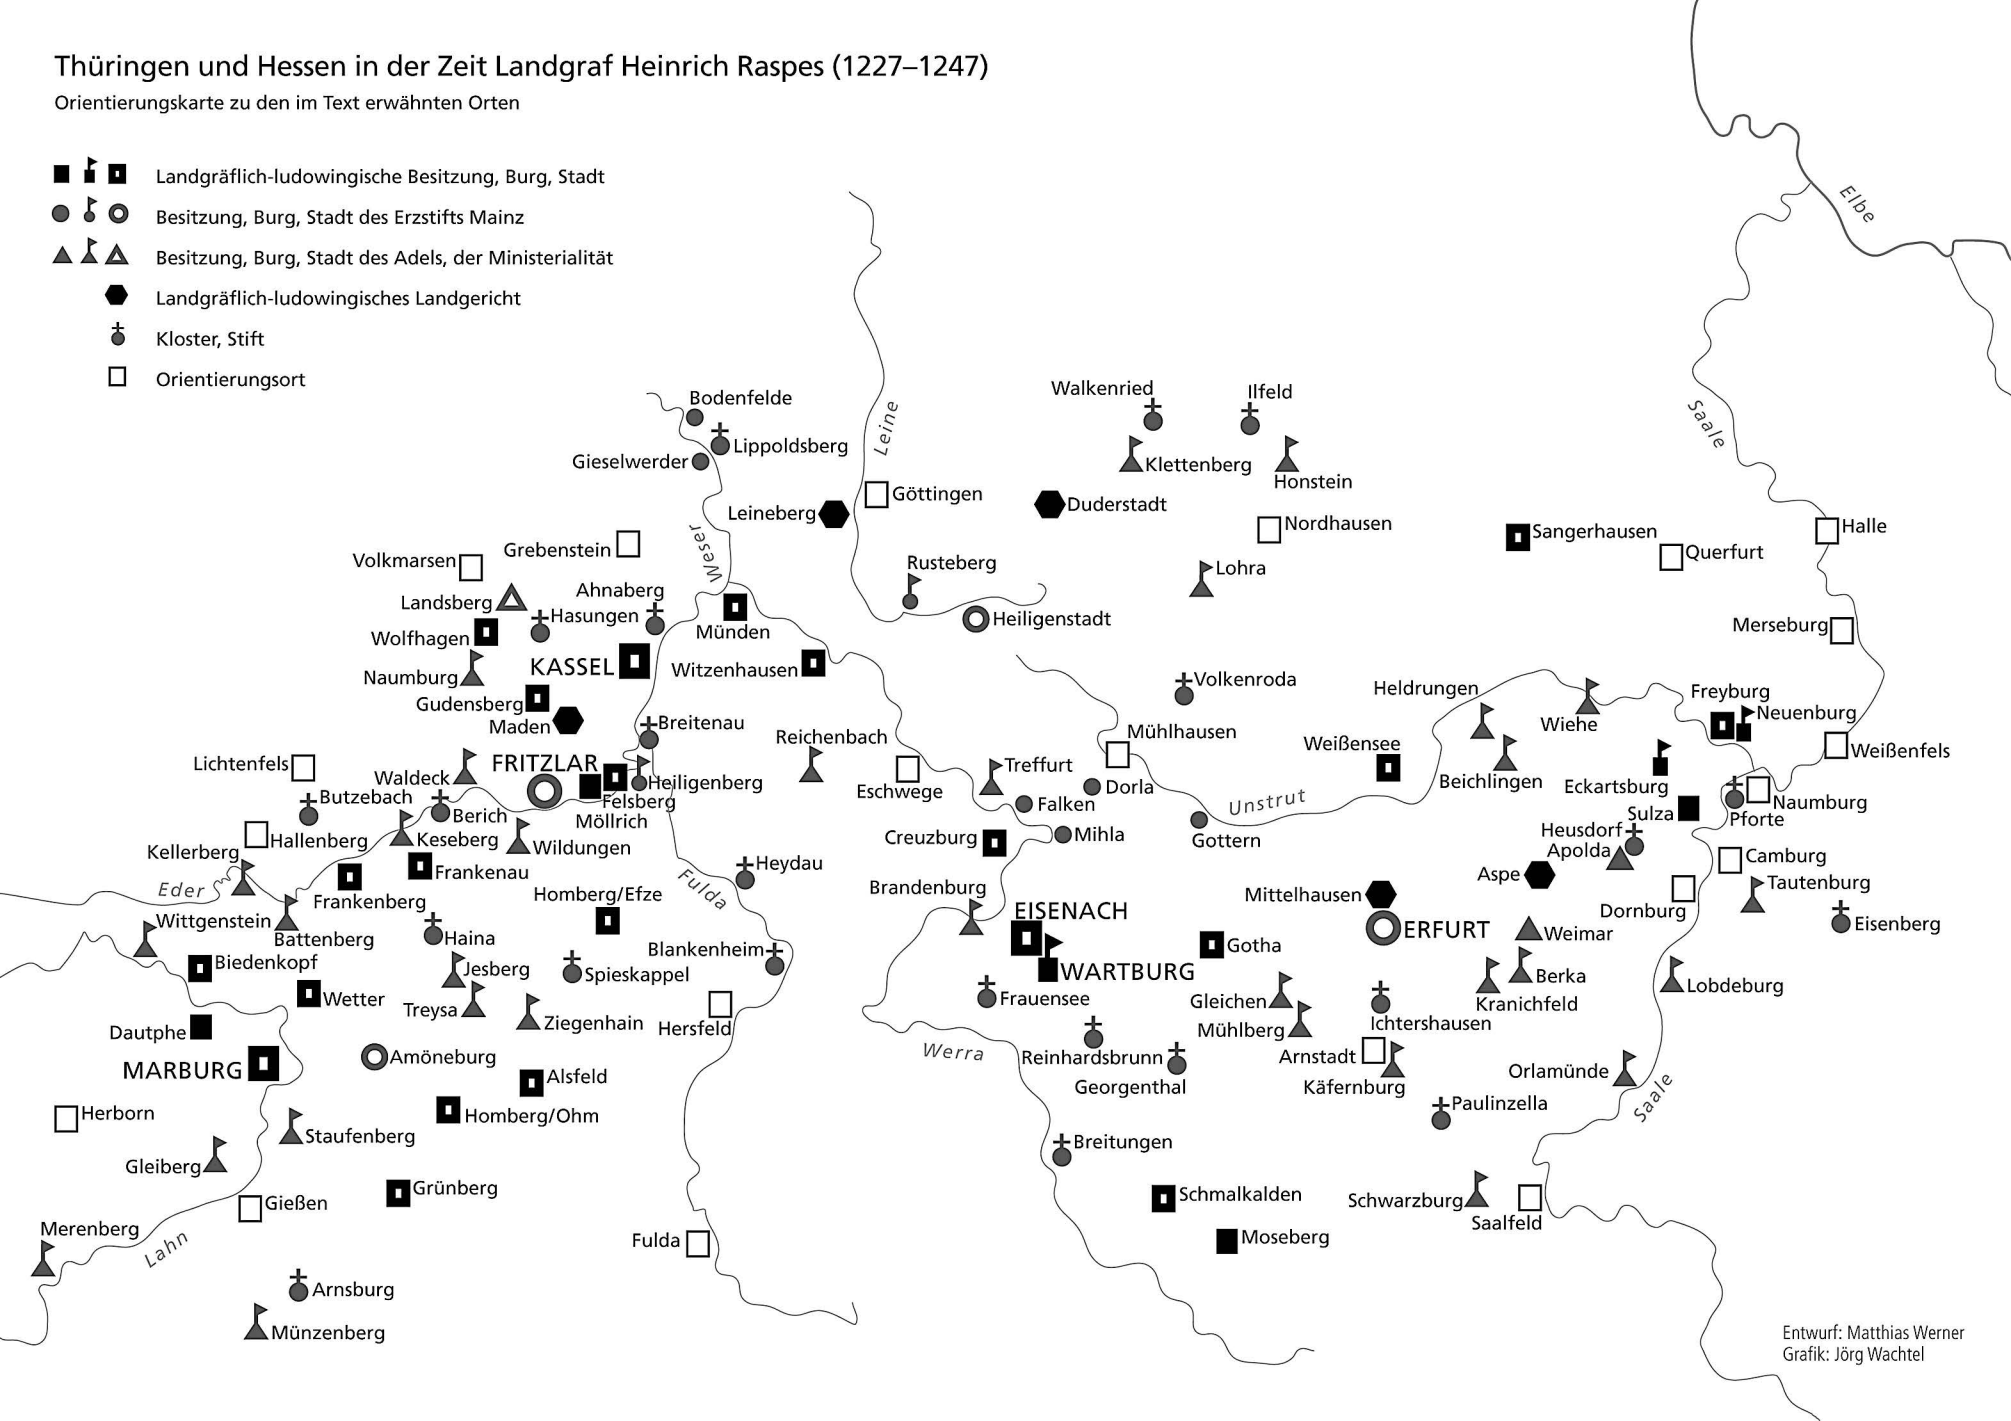 Thüringen und Hessen in der Zeit Landgraf Heinrich Raspes (1227–1247)
Orientierungskarte zu den im Text erwähnten Orten
Landgräflich-ludowingische Besitzung, Burg, Stadt
Besitzung, Burg, Stadt des Erzstifts Mainz
Besitzung, Burg, Stadt des Adels, der Ministerialität
Landgräflich-ludowingisches Landgericht
Kloster, Stift
Orientierungsort
Elbe
Saale
Leine
Weser
Bodenfelde
Lippoldsberg
Gieselwerder
Walkenried
Ilfeld
Klettenberg
Honstein
Göttingen
Leineberg
Duderstadt
Nordhausen
Sangerhausen
Querfurt
Halle
Grebenstein
Volkmarsen
Rusteberg
Lohra
Ahnaberg
Landsberg
Hasungen
Wolfhagen
Münden
Heiligenstadt
Merseburg
KASSEL
Witzenhausen
Naumburg
Gudensberg
Maden
Volkenroda
Heldrungen
Wiehe
Freyburg
Neuenburg
Breitenau
Reichenbach
Mühlhausen
Weißensee
Beichlingen
Weißenfels
Lichtenfels
Waldeck
FRITZLAR
Heiligenberg
Felsberg
Möllrich
Eschwege
Treffurt
Dorla
Falken
Unstrut
Eckartsburg
Sulza
Naumburg
Pforte
Butzebach
Berich
Hallenberg
Keseberg
Wildungen
Creuzburg
Mihla
Gottern
Heusdorf
Apolda
Camburg
Kellerberg
Eder
Frankenau
Frankenberg
Homberg/Efze
Fulda
Heydau
Brandenburg
Mittelhausen
Aspe
Tautenburg
Dornburg
Eisenberg
Wittgenstein
Battenberg
Haina
EISENACH
ERFURT
Weimar
Biedenkopf
Jesberg
Spieskappel
Blankenheim
WARTBURG
Gotha
Berka
Kranichfeld
Lobdeburg
Wetter
Treysa
Ziegenhain
Hersfeld
Frauensee
Gleichen
Mühlberg
Ichtershausen
Dautphe
MARBURG
Amöneburg
Werra
Reinhardsbrunn
Georgenthal
Arnstadt
Käfernburg
Orlamünde
Saale
Alsfeld
Homberg/Ohm
Herborn
Staufenberg
Paulinzella
Gleiberg
Breitungen
Grünberg
Gießen
Schmalkalden
Schwarzburg
Saalfeld
Merenberg
Lahn
Fulda
Moseberg
Arnsburg
Münzenberg
Entwurf: Matthias Werner
Grafik: Jörg Wachtel